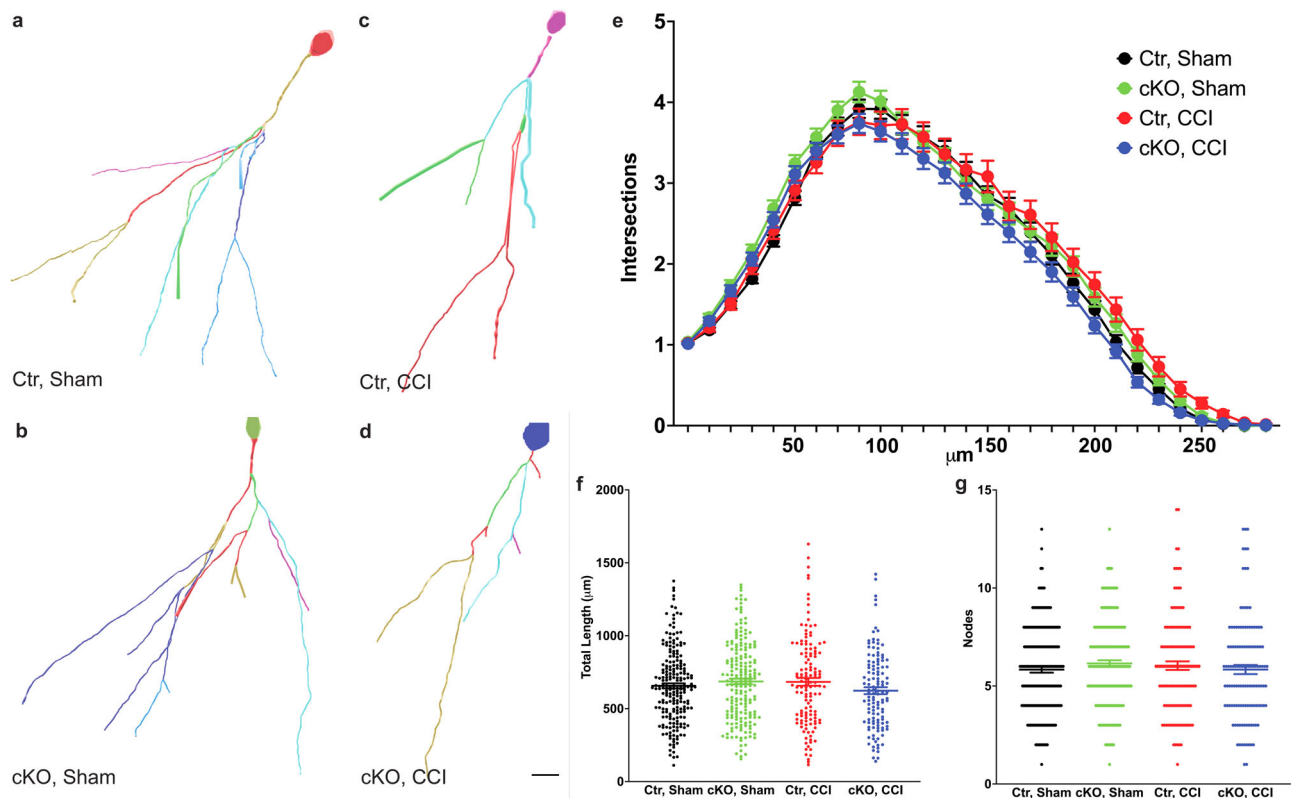 a
Ctr, Sham
b
cKO, Sham
c
Ctr, CCI
d
cKO, CCI
e
Intersections
5
4
3
2
1
0
50
100
150
200
250
μm
Ctr, Sham
cKO, Sham
Ctr, CCI
cKO, CCI
f
Total Length (μm)
2000
1500
1000
500
0
Ctr, Sham
cKO, Sham
Ctr, CCI
cKO, CCI
g
Nodes
15
10
5
0
Ctr, Sham
cKO, Sham
Ctr, CCI
cKO, CCI